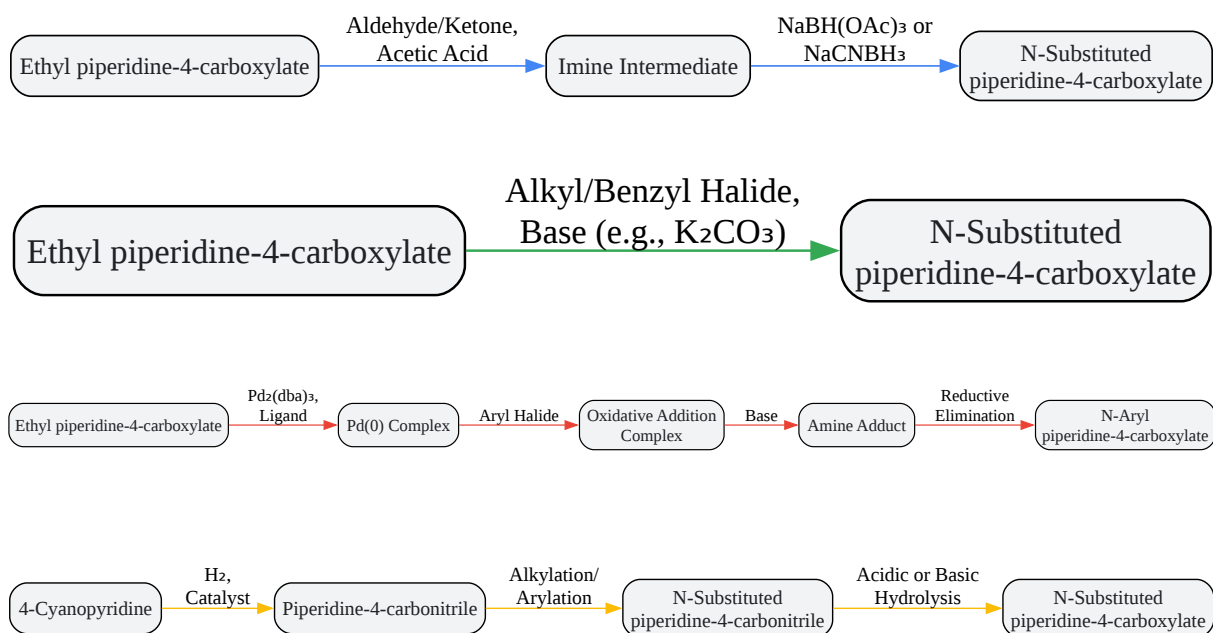 Ethyl piperidine-4-carboxylate
Aldehyde/Ketone,
Acetic Acid
Imine Intermediate
NaBH(OAc)₃ or
NaCNBH₃
N-Substituted
piperidine-4-carboxylate
Ethyl piperidine-4-carboxylate
Alkyl/Benzyl Halide,
Base (e.g., K₂CO₃)
N-Substituted
piperidine-4-carboxylate
Ethyl piperidine-4-carboxylate
Pd₂(dba)₃,
Ligand
Pd(0) Complex
Aryl Halide
Oxidative Addition
Complex
Base
Amine Adduct
Reductive
Elimination
N-Aryl
piperidine-4-carboxylate
4-Cyanopyridine
H₂,
Catalyst
Piperidine-4-carbonitrile
Alkylation/
Arylation
N-Substituted
piperidine-4-carbonitrile
Acidic or Basic
Hydrolysis
N-Substituted
piperidine-4-carboxylate